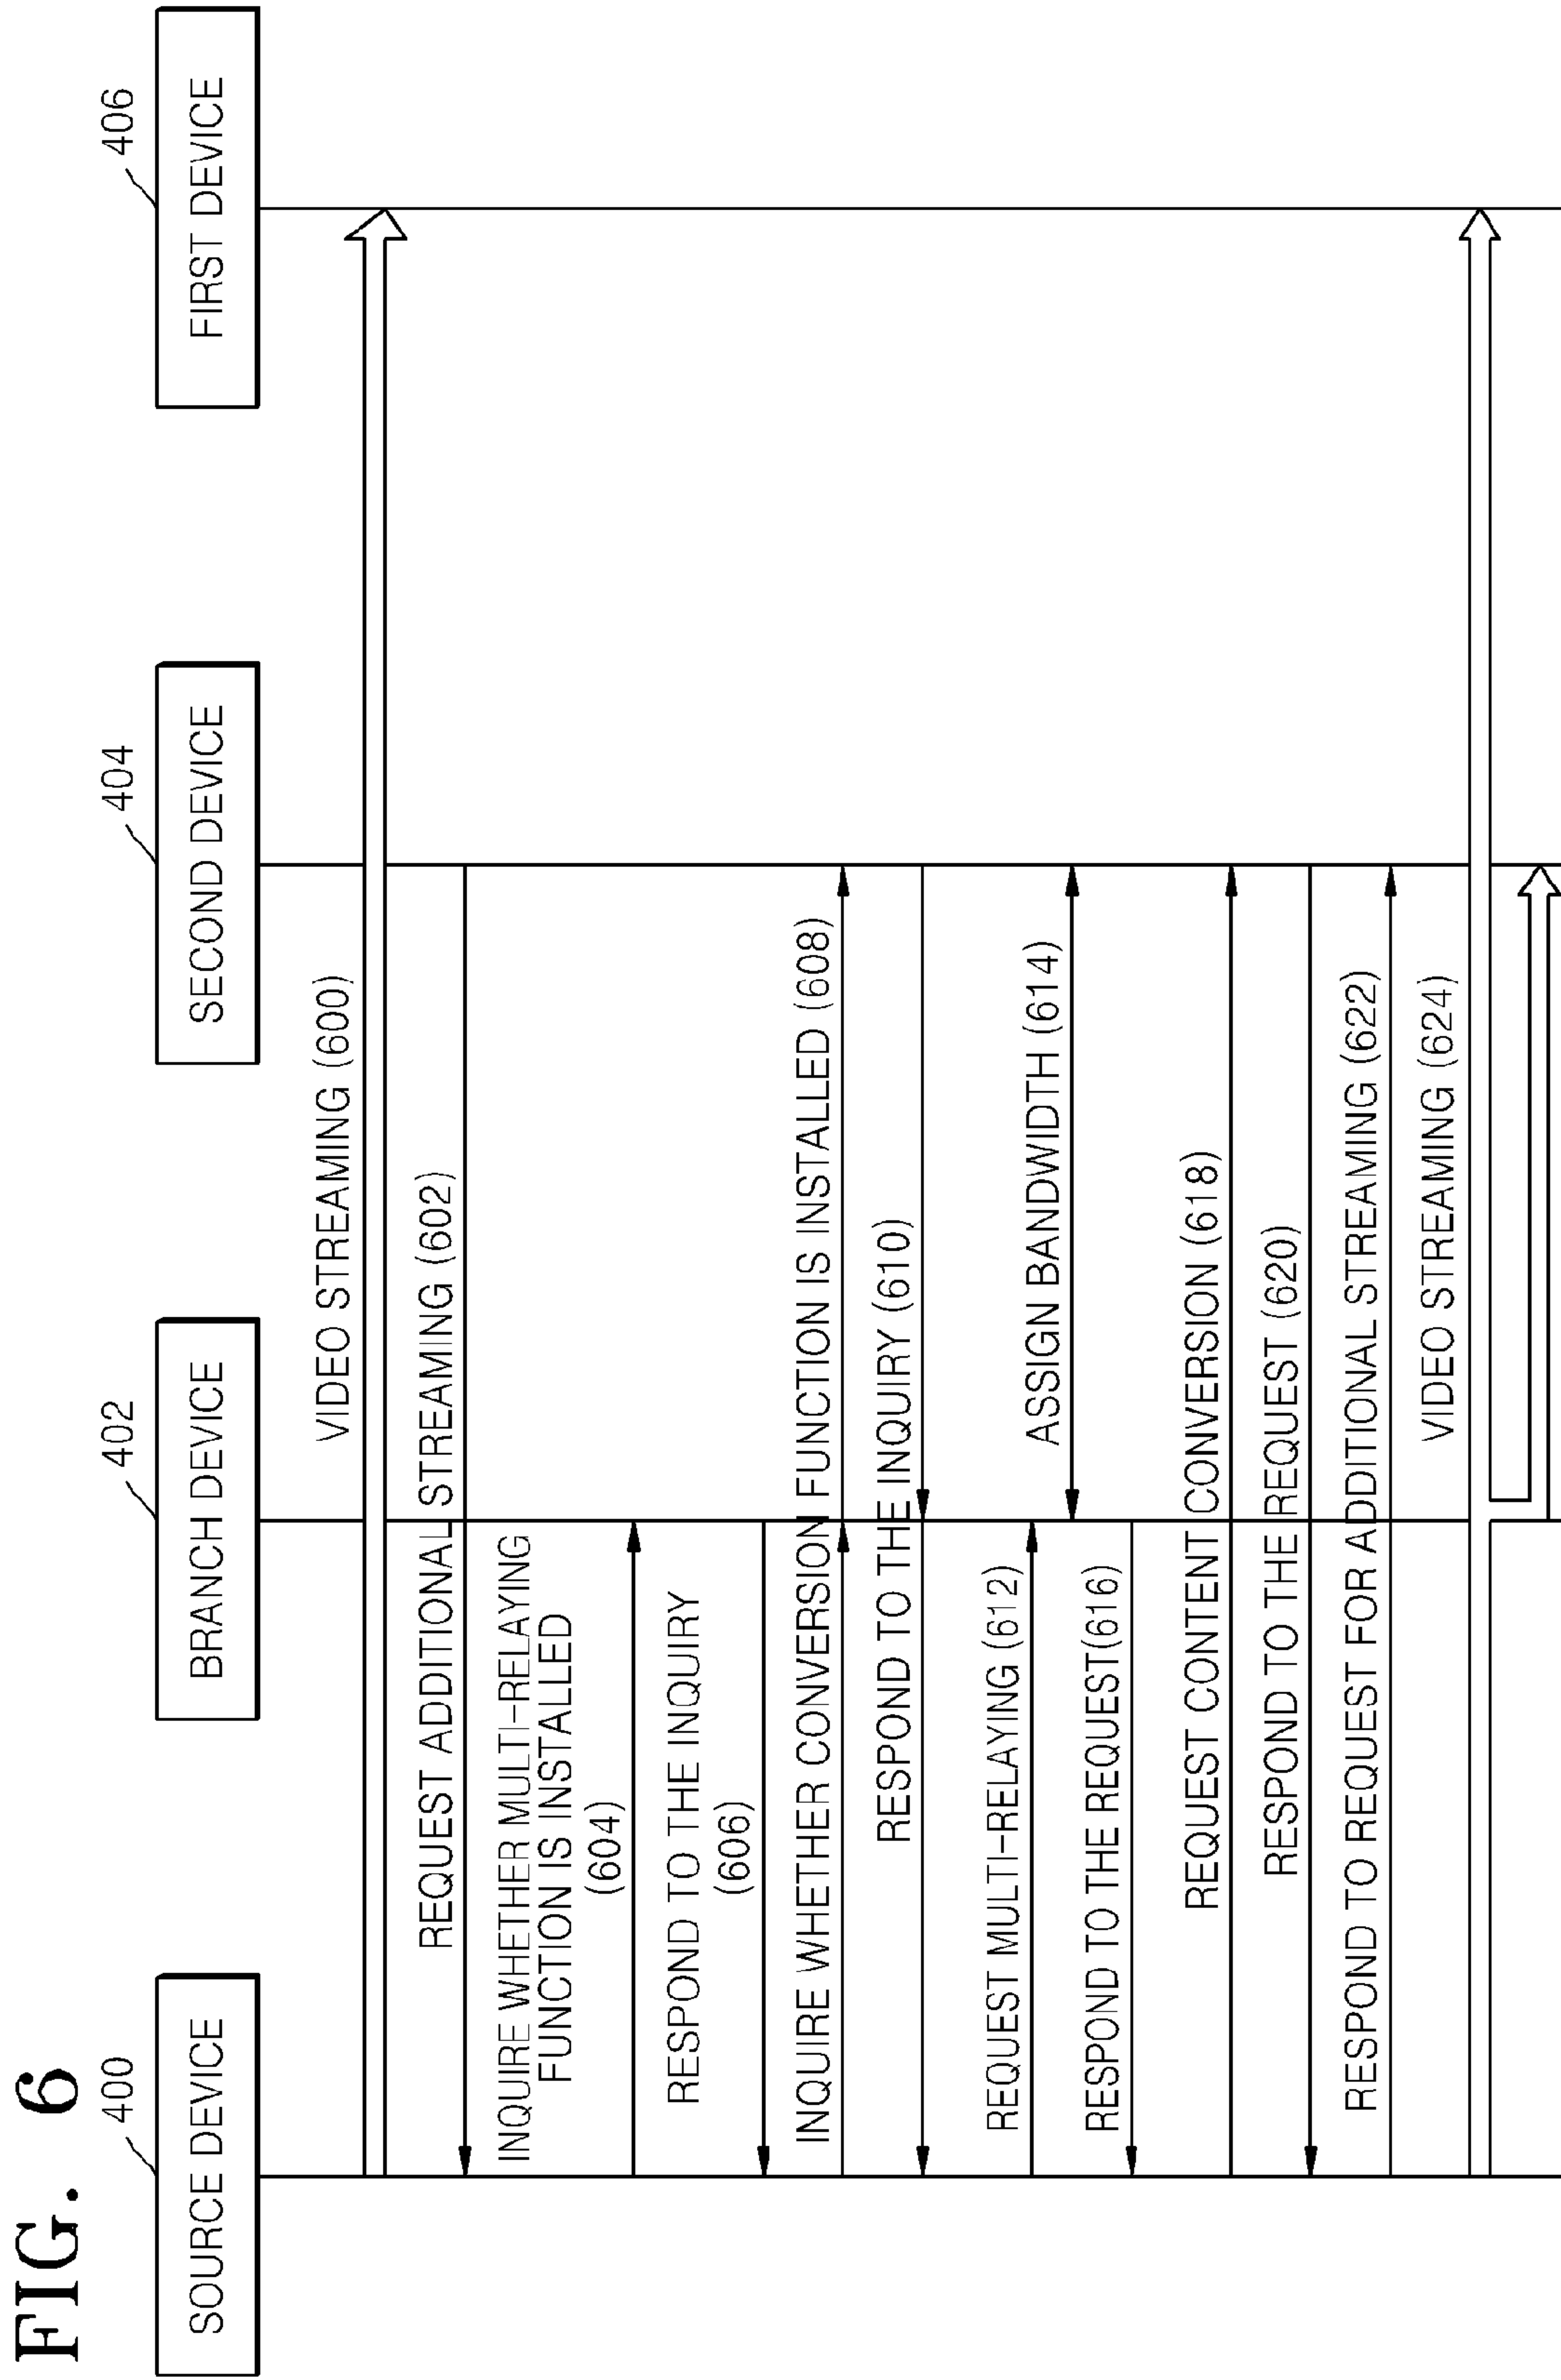 FIG. 6
400
402
404
406
SOURCE DEVICE
BRANCH DEVICE
SECOND DEVICE
FIRST DEVICE
VIDEO STREAMING (600)
REQUEST ADDITIONAL STREAMING (602)
INQUIRE WHETHER MULTI-RELAYING
FUNCTION IS INSTALLED
(604)
RESPOND TO THE INQUIRY
(606)
INQUIRE WHETHER CONVERSION FUNCTION IS INSTALLED (608)
RESPOND TO THE INQUIRY (610)
REQUEST MULTI-RELAYING (612)
ASSIGN BANDWIDTH (614)
RESPOND TO THE REQUEST(616)
REQUEST CONTENT CONVERSION (618)
RESPOND TO THE REQUEST (620)
RESPOND TO REQUEST FOR ADDITIONAL STREAMING (622)
VIDEO STREAMING (624)